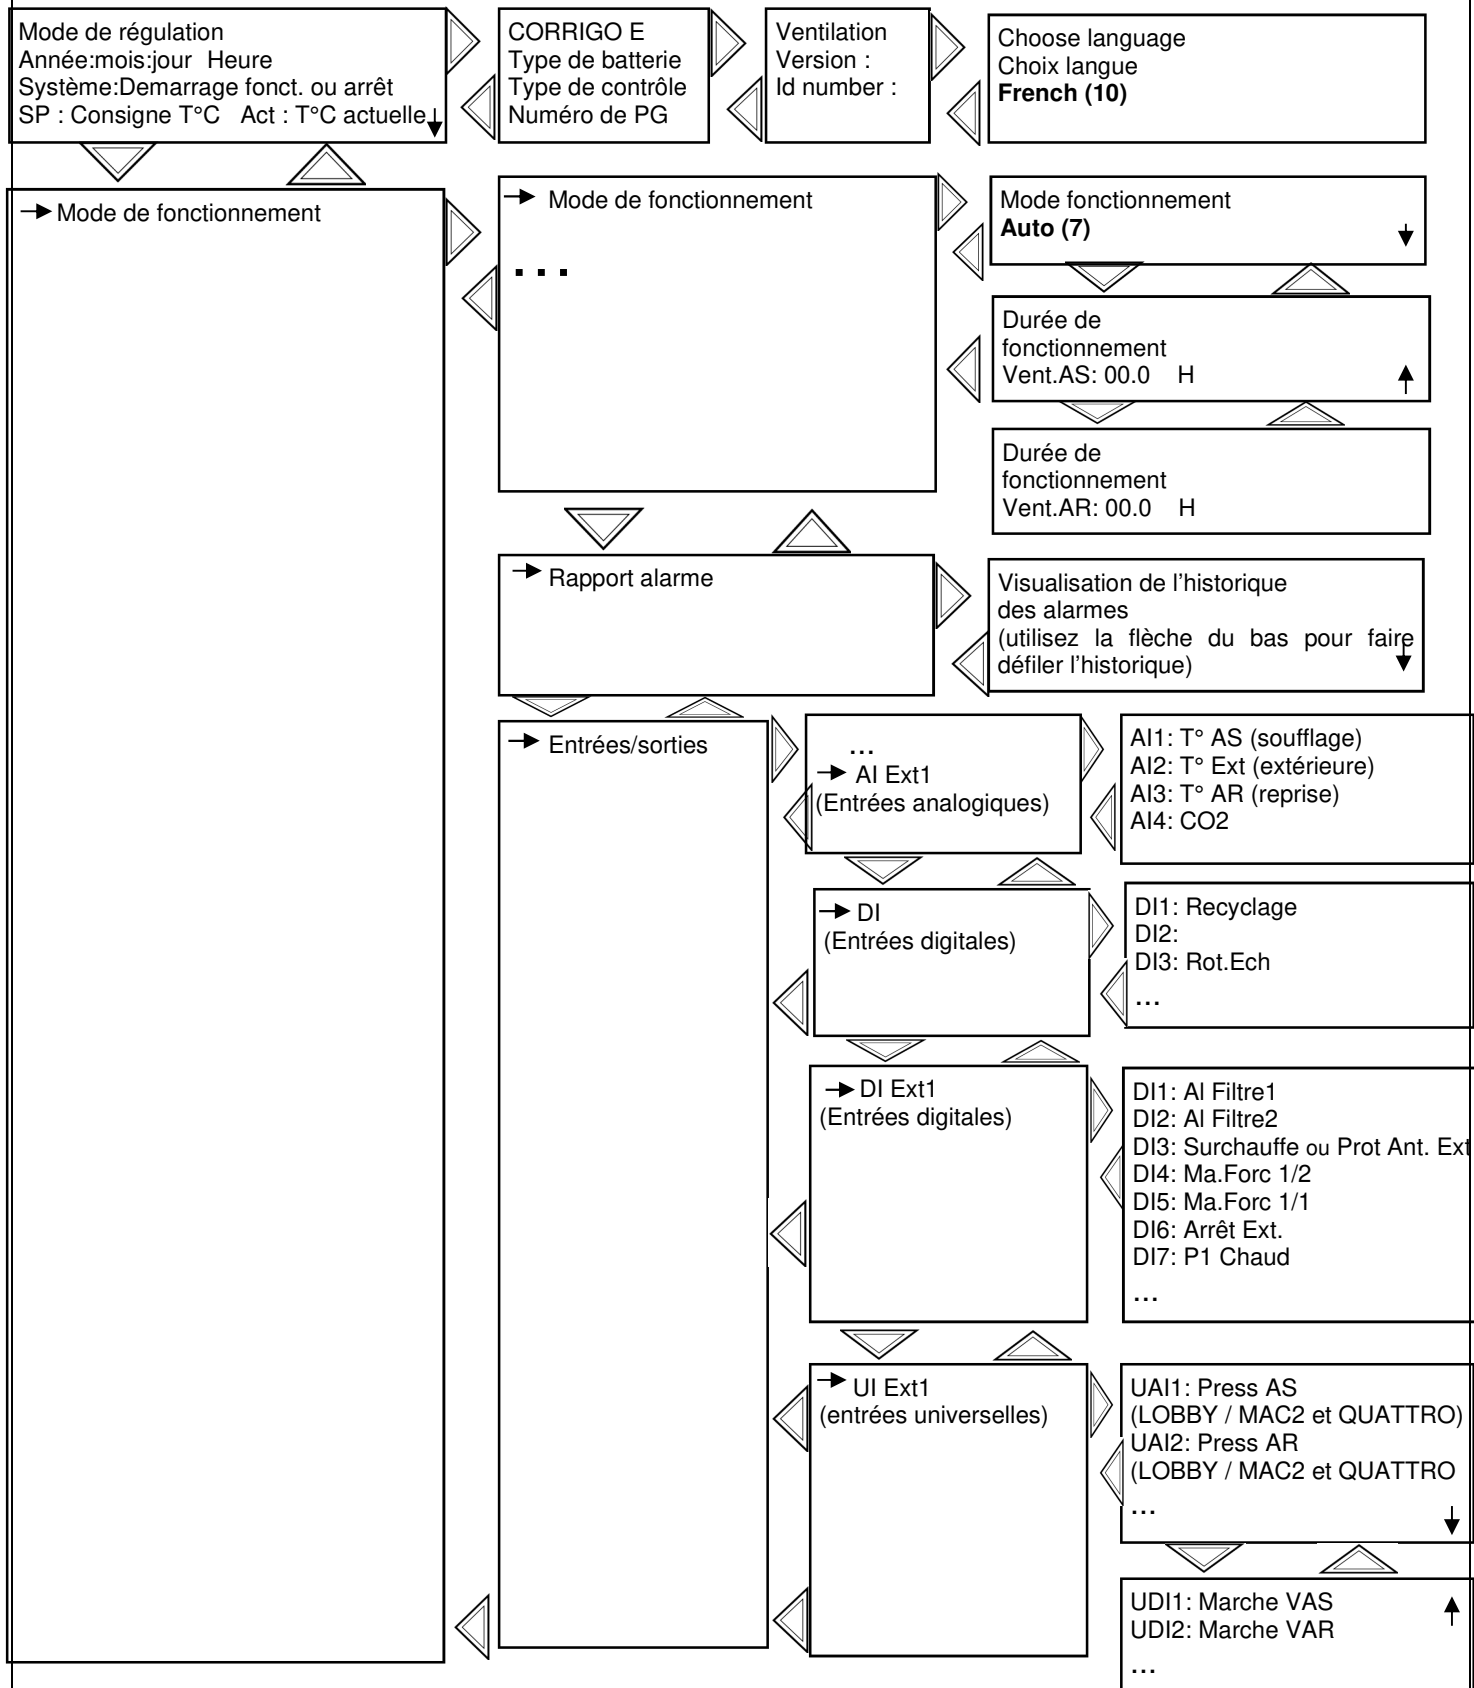 Mode de régulation
Année:mois:jour  Heure
Système:Demarrage fonct. ou arrêt
SP : Consigne T°C   Act : T°C actuelle
CORRIGO E
Type de batterie
Type de contrôle
Numéro de PG
Ventilation
Version :
Id number :
Choose language
Choix langue
French (10)
Mode de fonctionnement
Mode de fonctionnement
...
Mode fonctionnement
Auto (7)
Durée de
fonctionnement
Vent.AS: 00.0    H
Durée de
fonctionnement
Vent.AR: 00.0    H
Rapport alarme
Visualisation de l'historique
des alarmes
(utilisez la flèche du bas pour faire
défiler l'historique)
Entrées/sorties
...
AI Ext1
(Entrées analogiques)
AI1: T° AS (soufflage)
AI2: T° Ext (extérieure)
AI3: T° AR (reprise)
AI4: CO2
DI
(Entrées digitales)
DI1: Recyclage
DI2:
DI3: Rot.Ech
...
DI Ext1
(Entrées digitales)
DI1: Al Filtre1
DI2: Al Filtre2
DI3: Surchauffe ou Prot Ant. Ext
DI4: Ma.Forc 1/2
DI5: Ma.Forc 1/1
DI6: Arrêt Ext.
DI7: P1 Chaud
...
UI Ext1
(entrées universelles)
UAI1: Press AS
(LOBBY / MAC2 et QUATTRO)
UAI2: Press AR
(LOBBY / MAC2 et QUATTRO
...
UDI1: Marche VAS
UDI2: Marche VAR
...